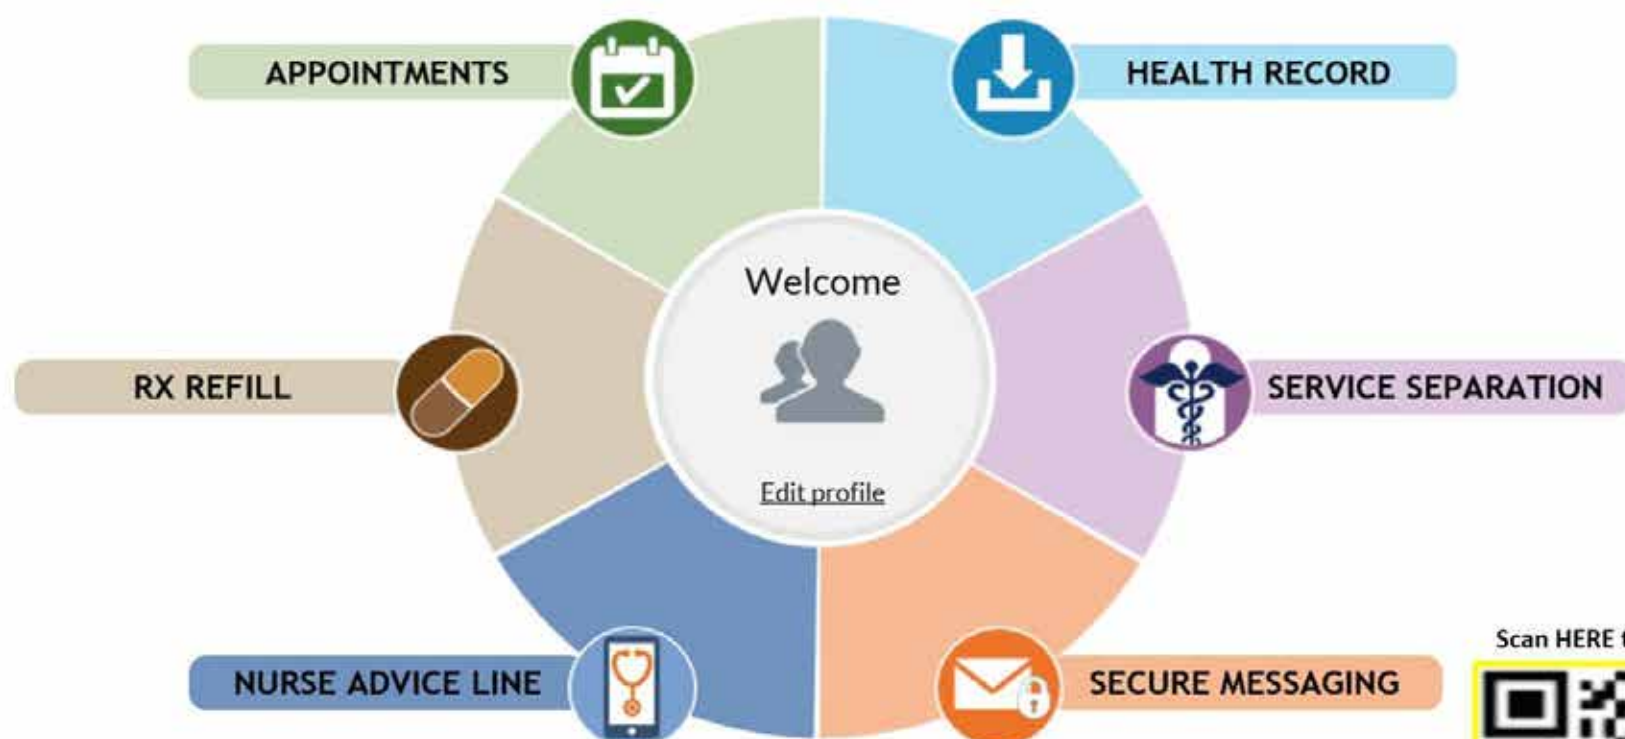 APPOINTMENTS
HEALTH RECORD
Welcome
RX REFILL
SERVICE SEPARATION
Edit profile
Scan HERE
NURSE ADVICE LINE
SECURE MESSAGING